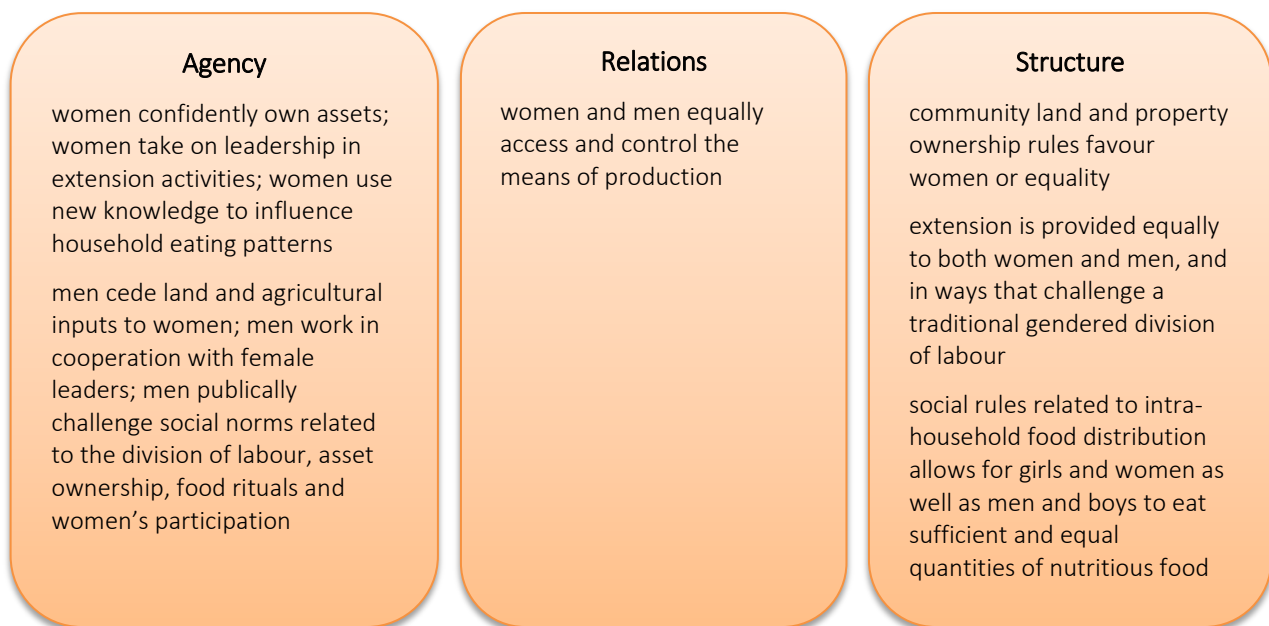 Agency
women confidently own assets;
women take on leadership in
extension activities; women use
new knowledge to influence
household eating patterns
men cede land and agricultural
inputs to women; men work in
cooperation with female
leaders; men publically
challenge social norms related
to the division of labour, asset
ownership, food rituals and
women’s participation
Relations
women and men equally
access and control the
means of production
Structure
community land and property
ownership rules favour
women or equality
extension is provided equally
to both women and men, and
in ways that challenge a
traditional gendered division
of labour
social rules related to intra-
household food distribution
allows for girls and women as
well as men and boys to eat
sufficient and equal
quantities of nutritious food